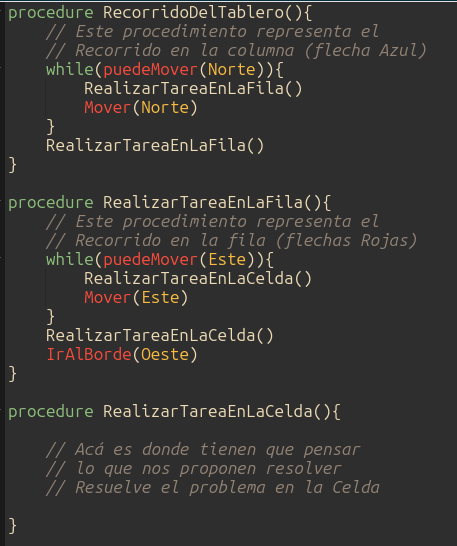 procedure RecorridoDelTablero(){
    // Este procedimiento representa el
    // Recorrido en la columna (flecha Azul)
    while(puedeMover(Norte)){
        RealizarTareaEnLaFila()
        Mover(Norte)
    }
    RealizarTareaEnLaFila()
}

procedure RealizarTareaEnLaFila(){
    // Este procedimiento representa el
    // Recorrido en la fila (flechas Rojas)
    while(puedeMover(Este)){
        RealizarTareaEnLaCelda()
        Mover(Este)
    }
    RealizarTareaEnLaCelda()
    IrAlBorde(Oeste)
}

procedure RealizarTareaEnLaCelda(){

    // Acá es donde tienen que pensar
    // lo que nos proponen resolver
    // Resuelve el problema en la Celda

}